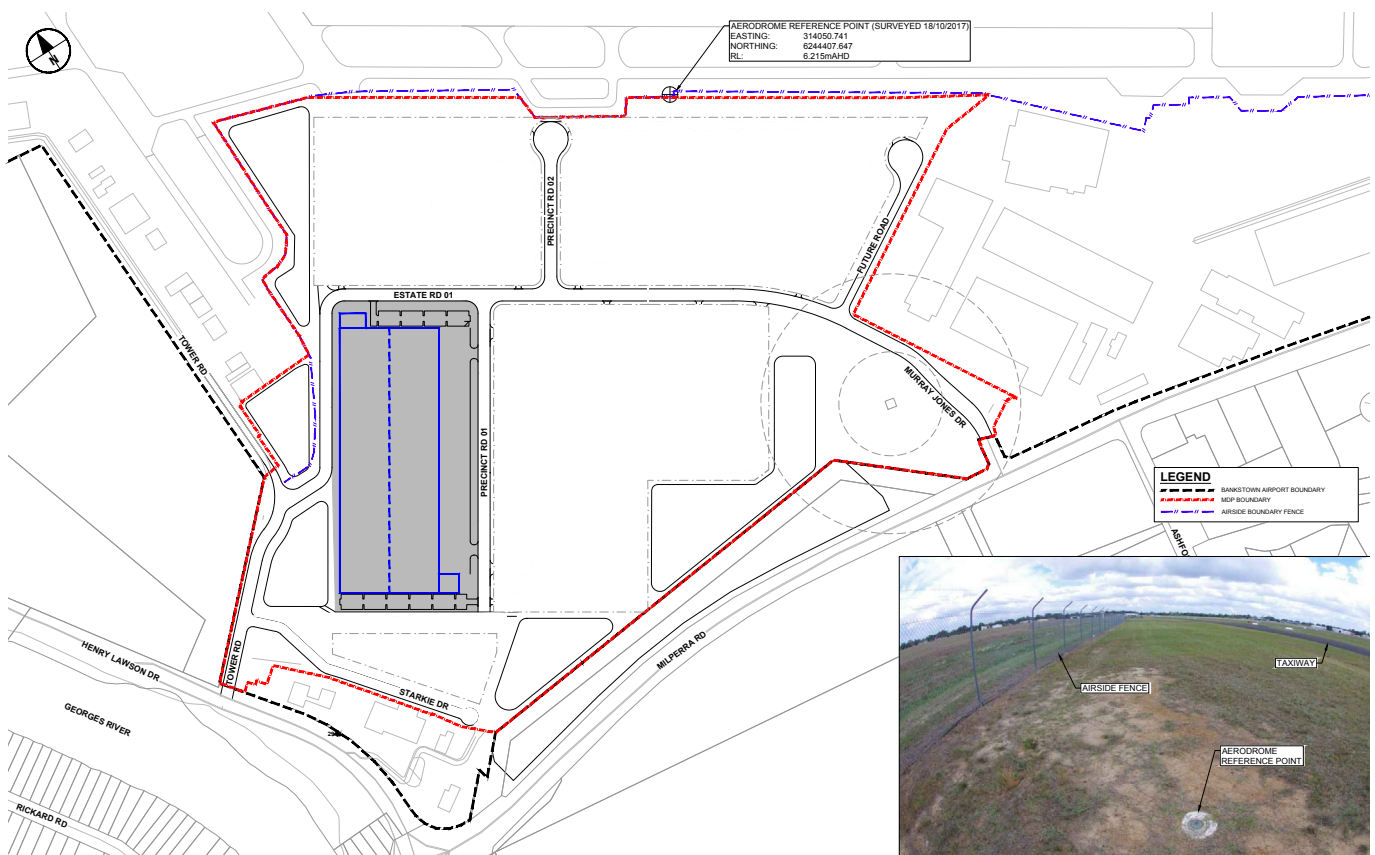 AERODROME REFERENCE POINT (SURVEYED 18/10/2017)
EASTING: 314050.741
NORTHING: 6244407.647
RL: 6.215mAHD
N
PRECINCT RD 02
FUTURE ROAD
ESTATE RD 01
TOWER RD
MURRAY JONES DR
PRECINCT RD 01
LEGEND
BANKSTOWN AIRPORT BOUNDARY
MDP BOUNDARY
AIRSIDE BOUNDARY FENCE
MILPERRA RD
HENRY LAWSON DR
TOWER RD
STARKIE DR
GEORGES RIVER
RICKARD RD
TAXIWAY
AIRSIDE FENCE
AERODROME
REFERENCE POINT